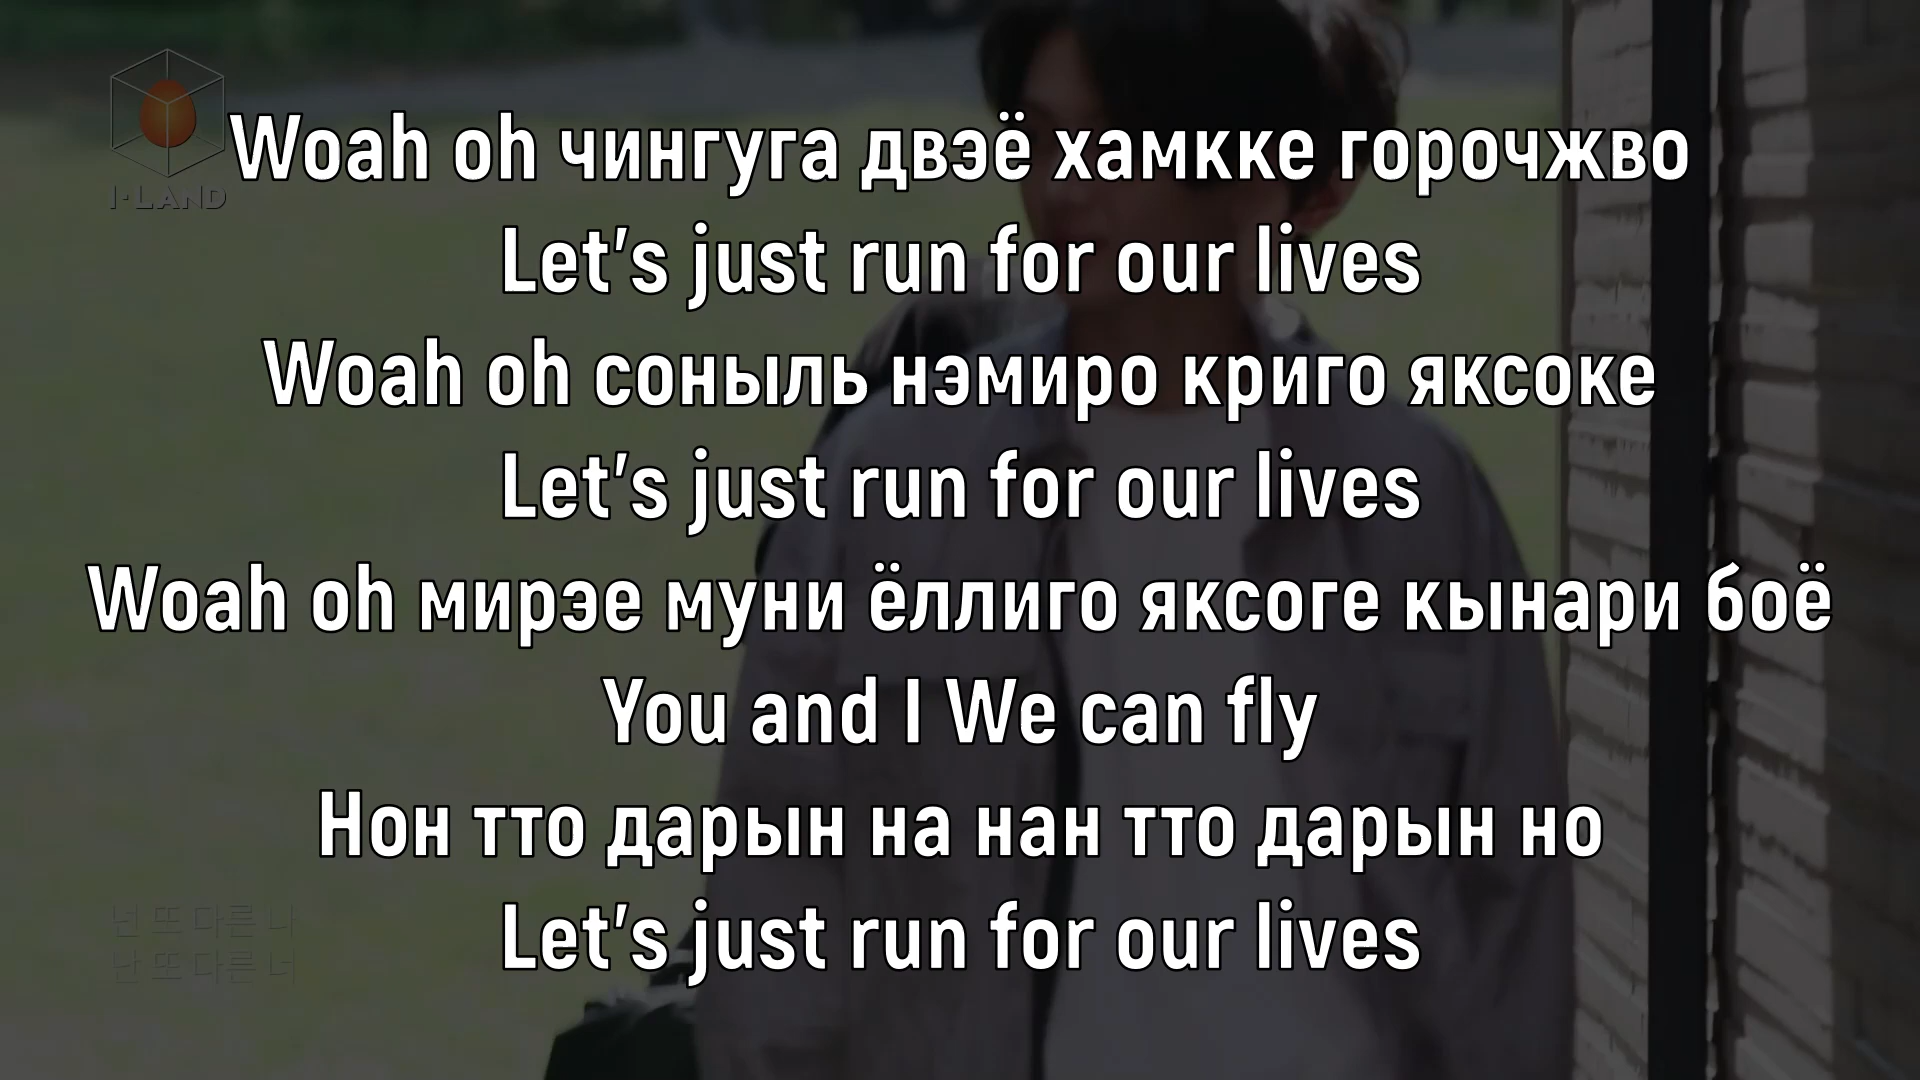 I·LAND
Woah oh чингуга двэё хамкке горочжво
Let's just run for our lives
Woah oh соныль нэмиро криго яксоке
Let's just run for our lives
Woah oh мирэе муни ёллиго яксоге кынари боё
You and I We can fly
Нон тто дарын на нан тто дарын но
Let's just run for our lives
넌 또 다른 나
난 또 다른 너